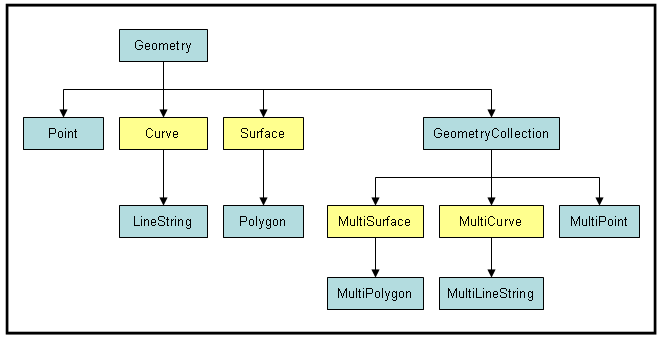 Geometry
Point
Curve
Surface
GeometryCollection
LineString
Polygon
MultiSurface
MultiCurve
MultiPoint
MultiPolygon
MultiLineString